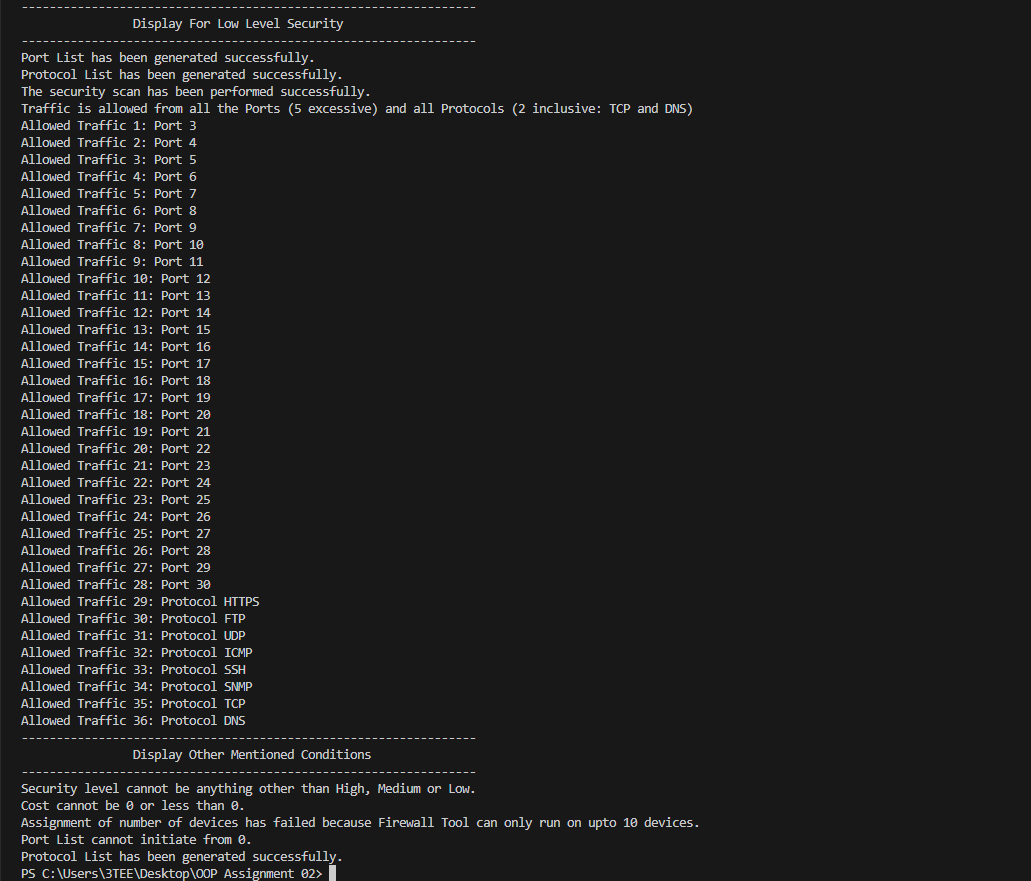 -----------------------------------------------------------------
Display For Low Level Security
-----------------------------------------------------------------
Port List has been generated successfully.
Protocol List has been generated successfully.
The security scan has been performed successfully.
Traffic is allowed from all the Ports (5 excessive) and all Protocols (2 inclusive: TCP and DNS)
Allowed Traffic 1: Port 3
Allowed Traffic 2: Port 4
Allowed Traffic 3: Port 5
Allowed Traffic 4: Port 6
Allowed Traffic 5: Port 7
Allowed Traffic 6: Port 8
Allowed Traffic 7: Port 9
Allowed Traffic 8: Port 10
Allowed Traffic 9: Port 11
Allowed Traffic 10: Port 12
Allowed Traffic 11: Port 13
Allowed Traffic 12: Port 14
Allowed Traffic 13: Port 15
Allowed Traffic 14: Port 16
Allowed Traffic 15: Port 17
Allowed Traffic 16: Port 18
Allowed Traffic 17: Port 19
Allowed Traffic 18: Port 20
Allowed Traffic 19: Port 21
Allowed Traffic 20: Port 22
Allowed Traffic 21: Port 23
Allowed Traffic 22: Port 24
Allowed Traffic 23: Port 25
Allowed Traffic 24: Port 26
Allowed Traffic 25: Port 27
Allowed Traffic 26: Port 28
Allowed Traffic 27: Port 29
Allowed Traffic 28: Port 30
Allowed Traffic 29: Protocol HTTPS
Allowed Traffic 30: Protocol FTP
Allowed Traffic 31: Protocol UDP
Allowed Traffic 32: Protocol ICMP
Allowed Traffic 33: Protocol SSH
Allowed Traffic 34: Protocol SNMP
Allowed Traffic 35: Protocol TCP
Allowed Traffic 36: Protocol DNS
-----------------------------------------------------------------
Display Other Mentioned Conditions
-----------------------------------------------------------------
Security level cannot be anything other than High, Medium or Low.
Cost cannot be 0 or less than 0.
Assignment of number of devices has failed because Firewall Tool can only run on upto 10 devices.
Port List cannot initiate from 0.
Protocol List has been generated successfully.
PS C:\Users\3TEE\Desktop\OOP Assignment 02>